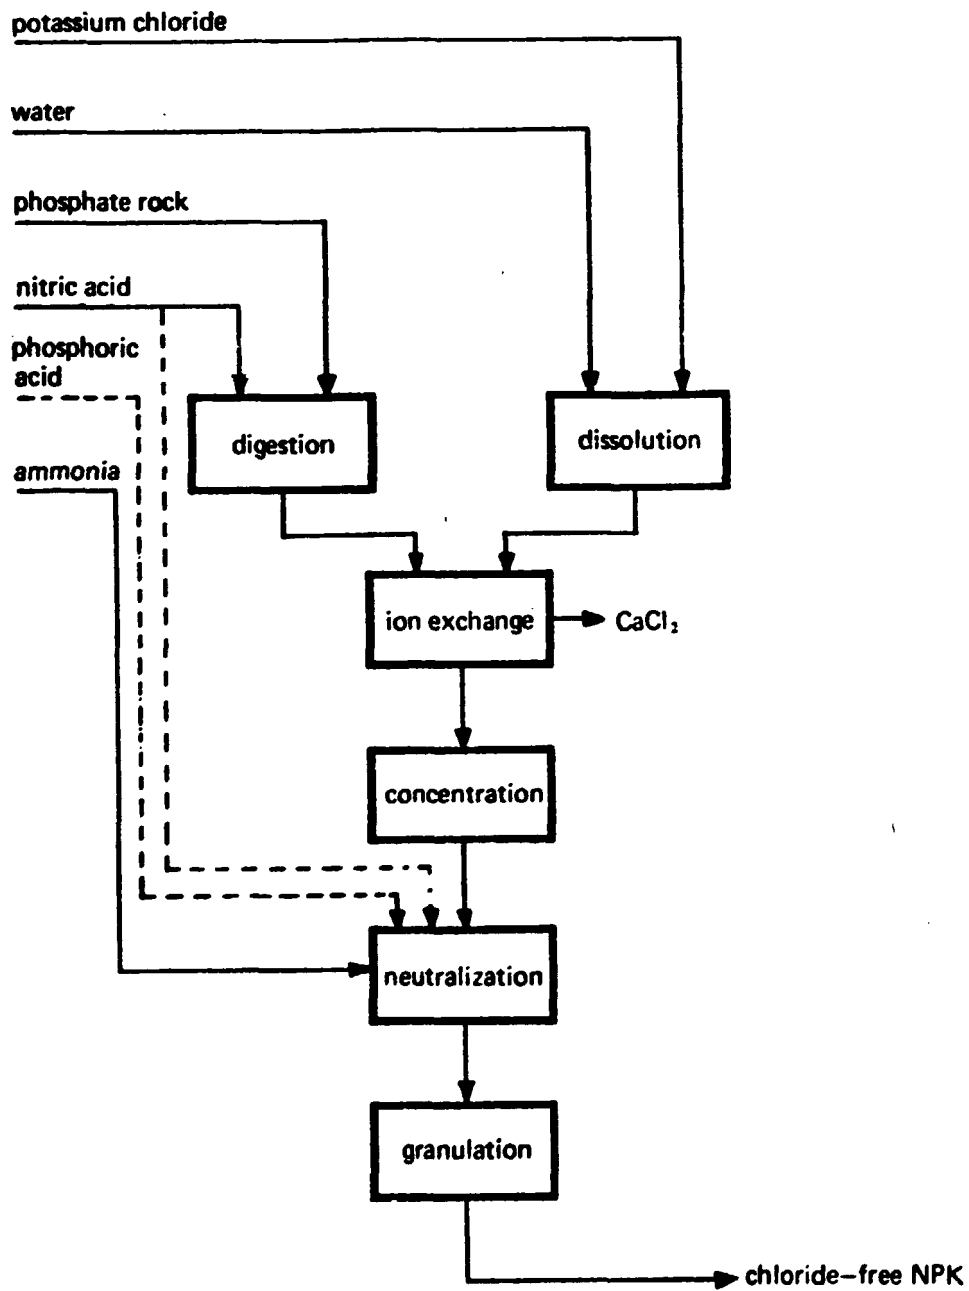 potassium chloride
water
phosphate rock
nitric acid
phosphoric
acid
ammonia
digestion
dissolution
ion exchange
CaCl₂
concentration
neutralization
granulation
chloride–free NPK